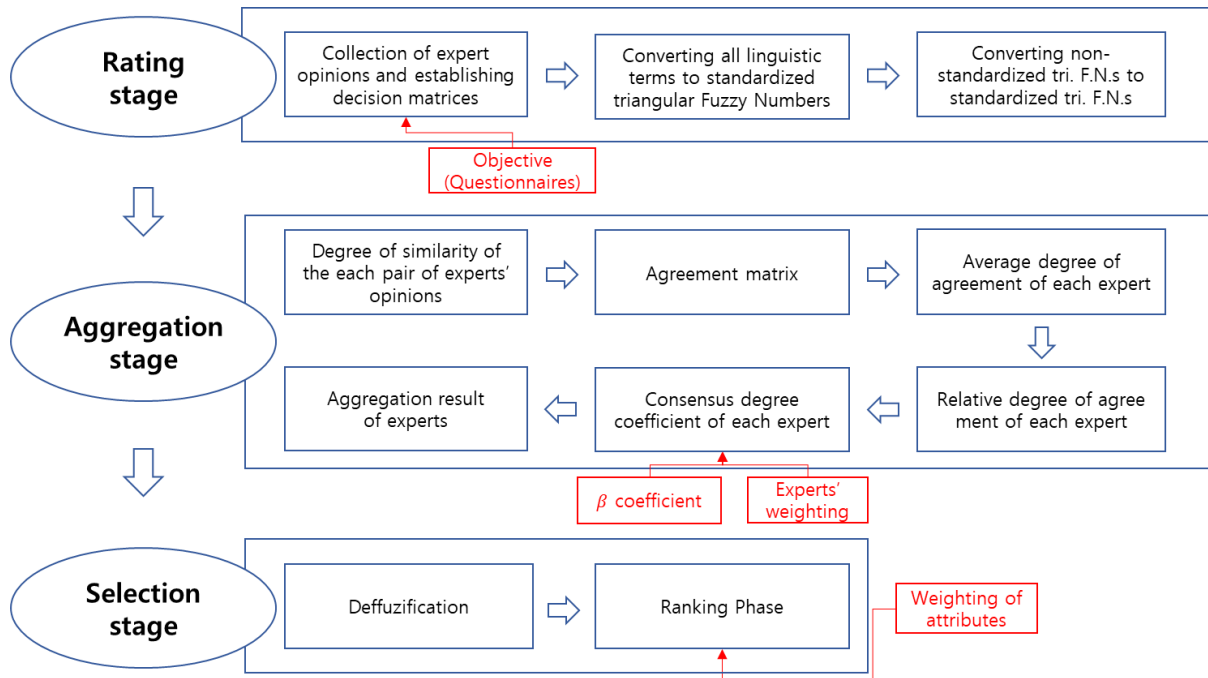 Rating
stage
Collection of expert
opinions and establishing
decision matrices
Converting all linguistic
terms to standardized
triangular Fuzzy Numbers
Converting non-
standardized tri. F.N.s to
standardized tri. F.N.s
Objective
(Questionnaires)
Aggregation
stage
Degree of similarity of
the each pair of experts’
opinions
Agreement matrix
Average degree of
agreement of each expert
Aggregation result
of experts
Consensus degree
coefficient of each expert
Relative degree of agree
ment of each expert
β coefficient
Experts’
weighting
Selection
stage
Deffuzification
Ranking Phase
Weighting of
attributes